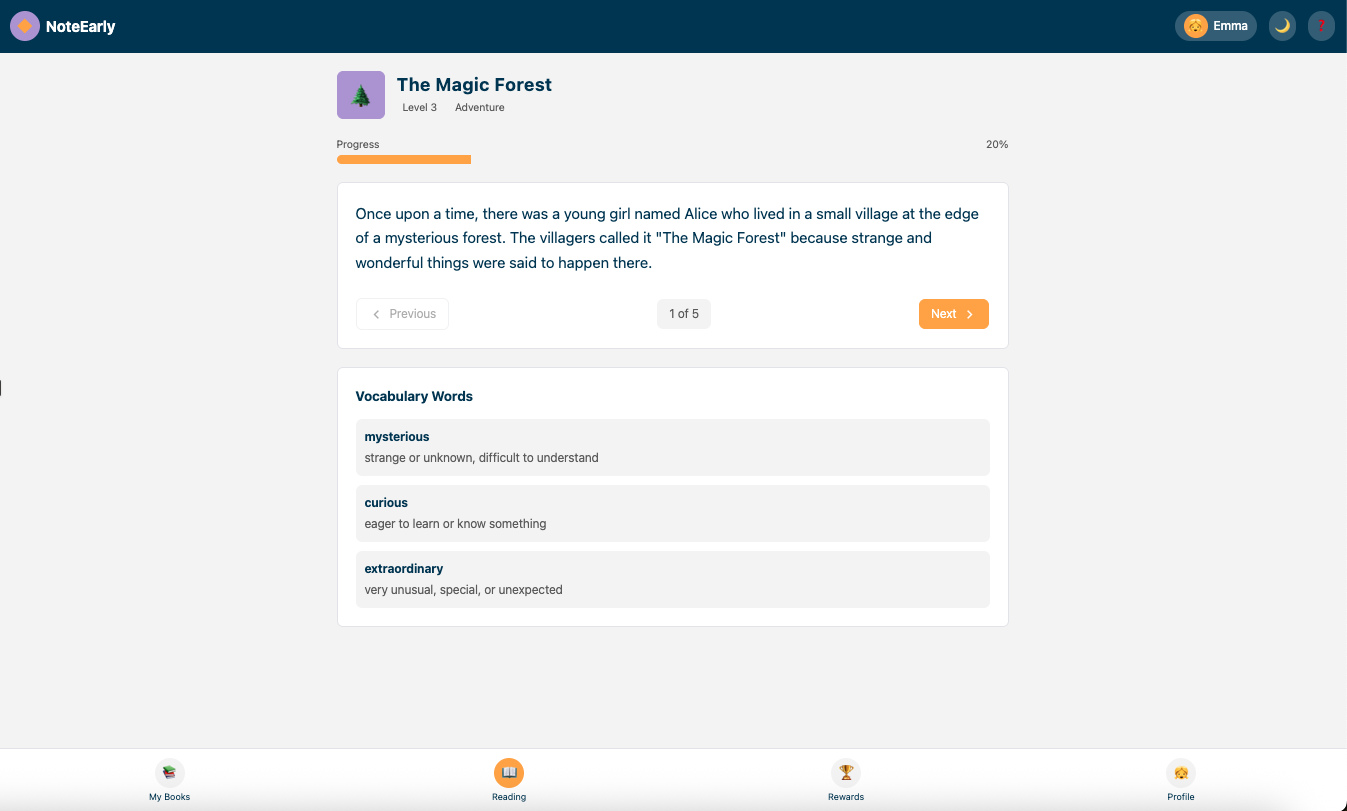 NoteEarly
Emma
The Magic Forest
Level 3 Adventure
Progress 20%
Once upon a time, there was a young girl named Alice who lived in a small village at the edge
of a mysterious forest. The villagers called it "The Magic Forest" because strange and
wonderful things were said to happen there.
Previous 1 of 5 Next
Vocabulary Words
mysterious
strange or unknown, difficult to understand
curious
eager to learn or know something
extraordinary
very unusual, special, or unexpected
My Books Reading Rewards Profile